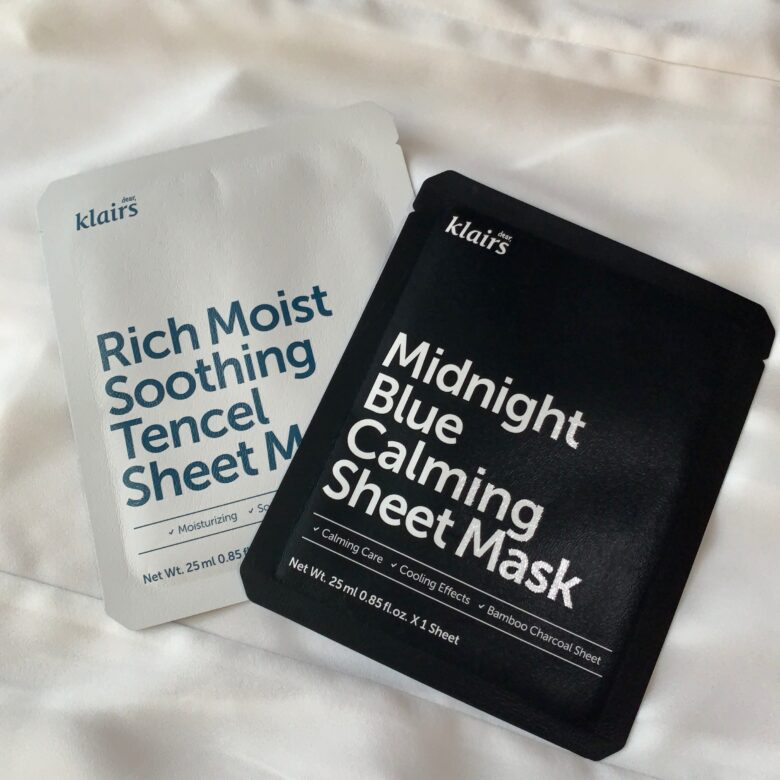 dear,
klairs
Rich Moist
Soothing
Tencel
Sheet M
✓ Moisturizing ✓ So
Net Wt. 25 ml 0.85 fl
dear,
klairs
Midnight
Blue
Calming
Sheet Mask
✓ Calming Care ✓ Cooling Effects ✓ Bamboo Charcoal Sheet
Net Wt. 25 ml 0.85 fl.oz. X 1 Sheet